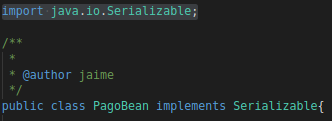 import java.io.Serializable;
/**
*
* @author jaime
*/
public class PagoBean implements Serializable{